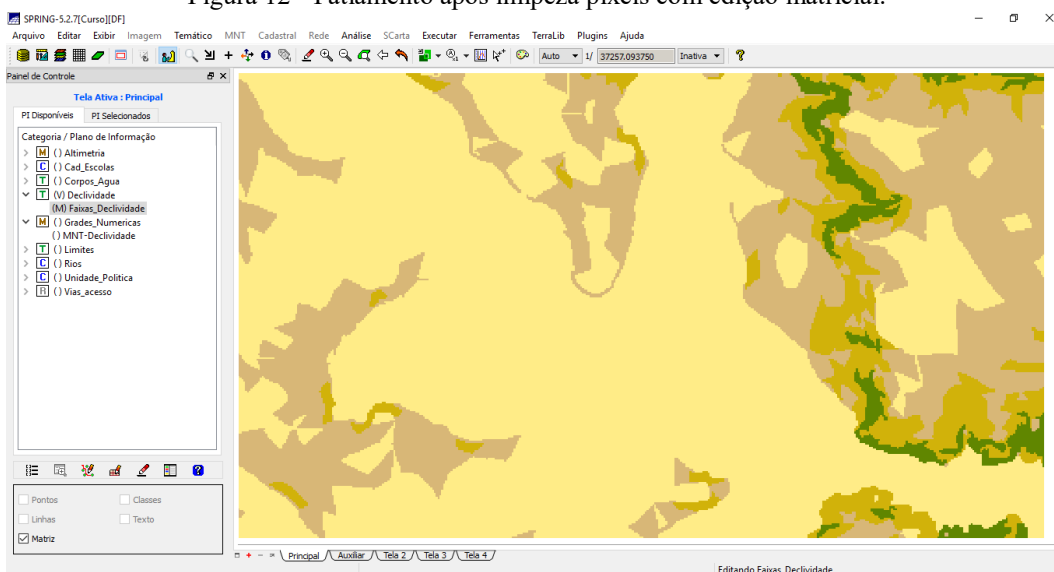 Figura 12 - Fatiamento após limpeza pixels com edição matricial.
SPRING-5.2.7[Curso][DF]
Arquivo Editar Exibir Imagem Temático MNT Cadastral Rede Análise SCarta Executar Ferramentas TerraLib Plugins Ajuda
Auto 1/ 37257.093750 Inativa
Painel de Controle
Tela Ativa : Principal
PI Disponíveis PI Selecionados
Categoria / Plano de Informação
M ( ) Altimetria
C ( ) Cad_Escolas
T ( ) Corpos_Agua
T (V) Declividade
(M) Faixas_Declividade
M ( ) Grades_Numericas
( ) MNT-Declividade
T ( ) Limites
C ( ) Rios
C ( ) Unidade_Politica
R ( ) Vias_acesso
Pontos Classes
Linhas Texto
Matriz
Principal Auxiliar Tela 2 Tela 3 Tela 4
Editando Faixas_Declividade